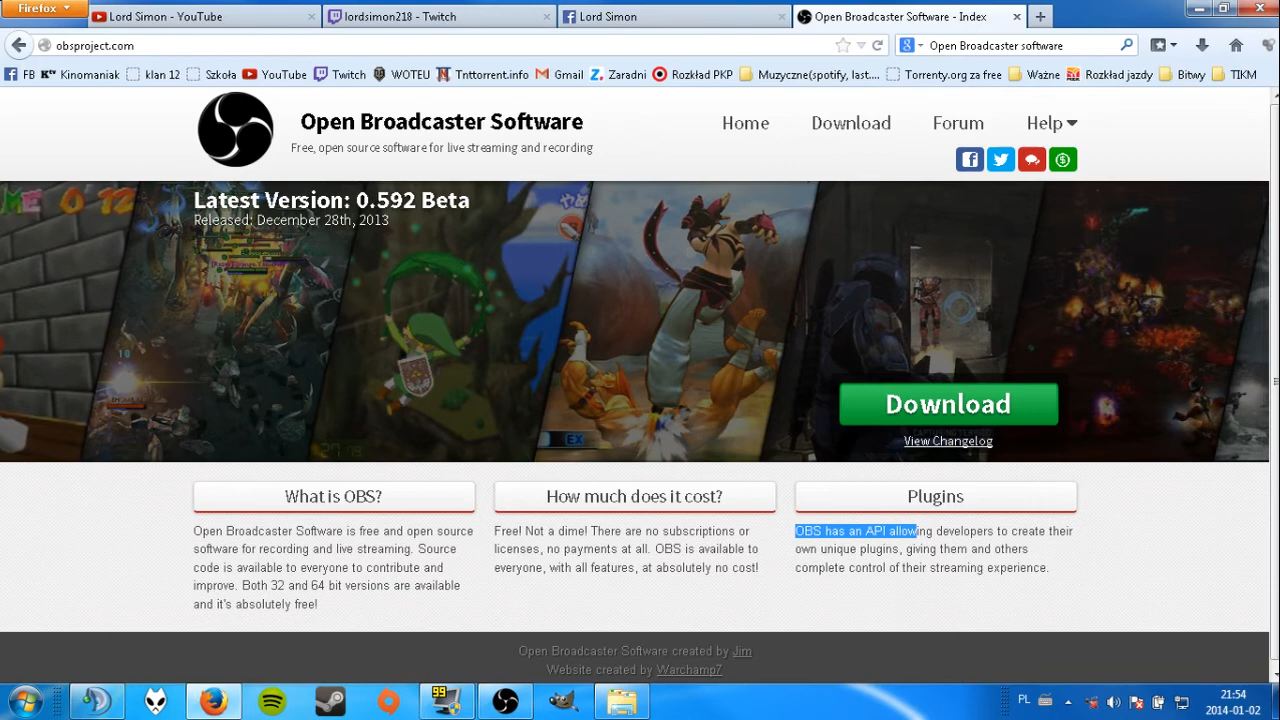 Firefox
Lord Simon - YouTube
lordsimon218 - Twitch
Lord Simon
Open Broadcaster Software - Index
obsproject.com
Open Broadcaster software
FB
Kinomaniak
klan 12
Szkoła
YouTube
Twitch
WOTEU
Tnttorrent.info
Gmail
Zaradni
Rozkład PKP
Muzyczne(spotify, last....
Torrenty.org za free
Ważne
Rozkład jazdy
Bitwy
TIKM
Open Broadcaster Software
Free, open source software for live streaming and recording
Home
Download
Forum
Help
Latest Version: 0.592 Beta
Released: December 28th, 2013
Download
View Changelog
What is OBS?
Open Broadcaster Software is free and open source
software for recording and live streaming. Source
code is available to everyone to contribute and
improve. Both 32 and 64 bit versions are available
and it's absolutely free!
How much does it cost?
Free! Not a dime! There are no subscriptions or
licenses, no payments at all. OBS is available to
everyone, with all features, at absolutely no cost!
Plugins
OBS has an API allowing developers to create their
own unique plugins, giving them and others
complete control of their streaming experience.
Open Broadcaster Software created by Jim
Website created by Warchamp7
99
PL
21:54
2014-01-02